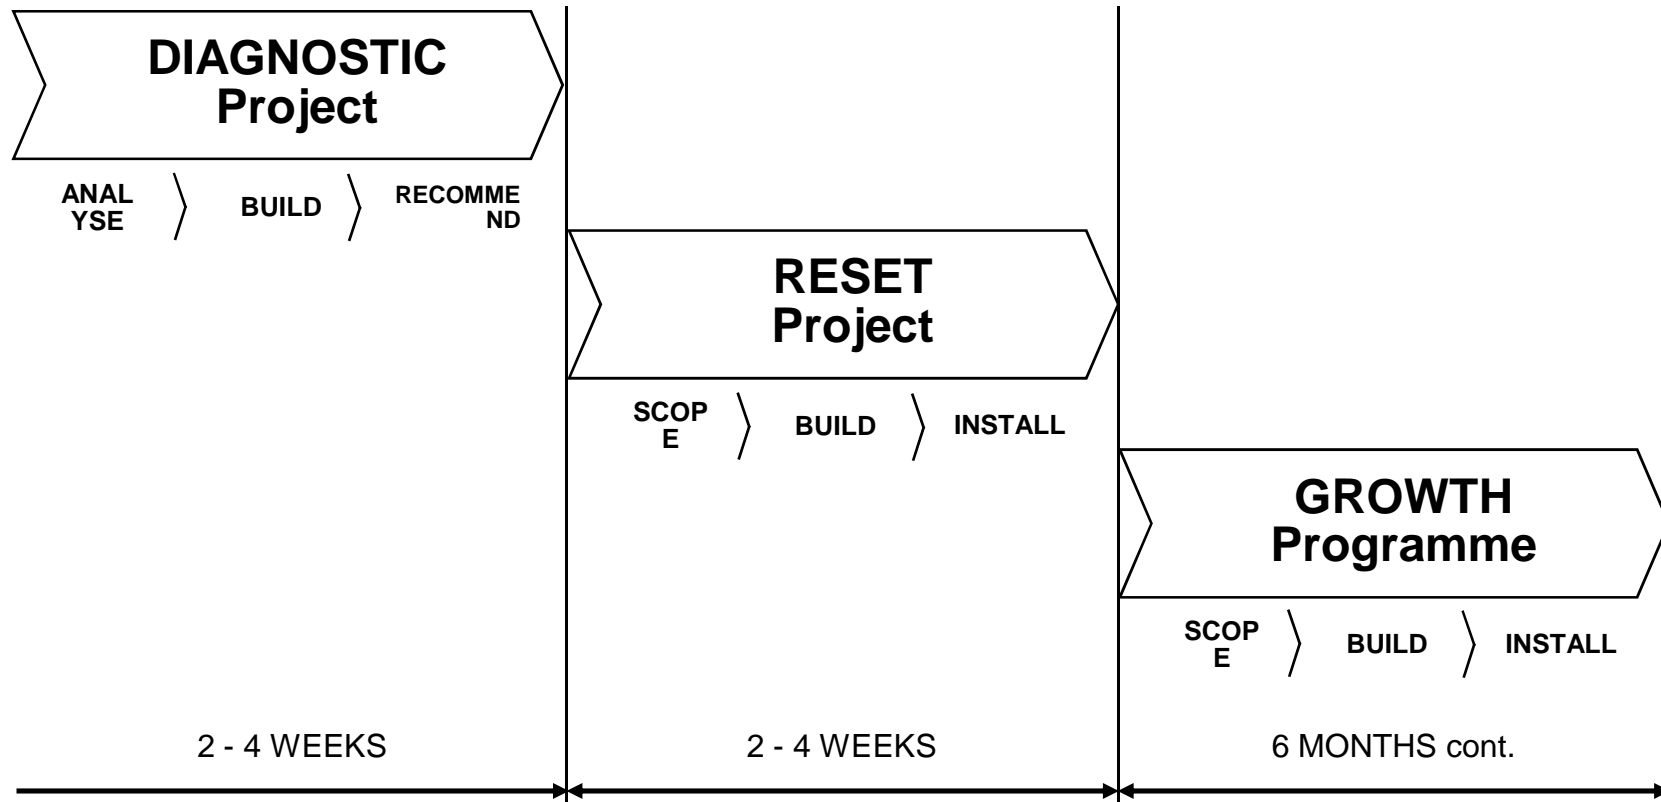 DIAGNOSTIC
Project
ANAL
YSE
BUILD
RECOMME
ND
RESET
Project
SCOP
E
BUILD
INSTALL
GROWTH
Programme
SCOP
E
BUILD
INSTALL
2 - 4 WEEKS
2 - 4 WEEKS
6 MONTHS cont.